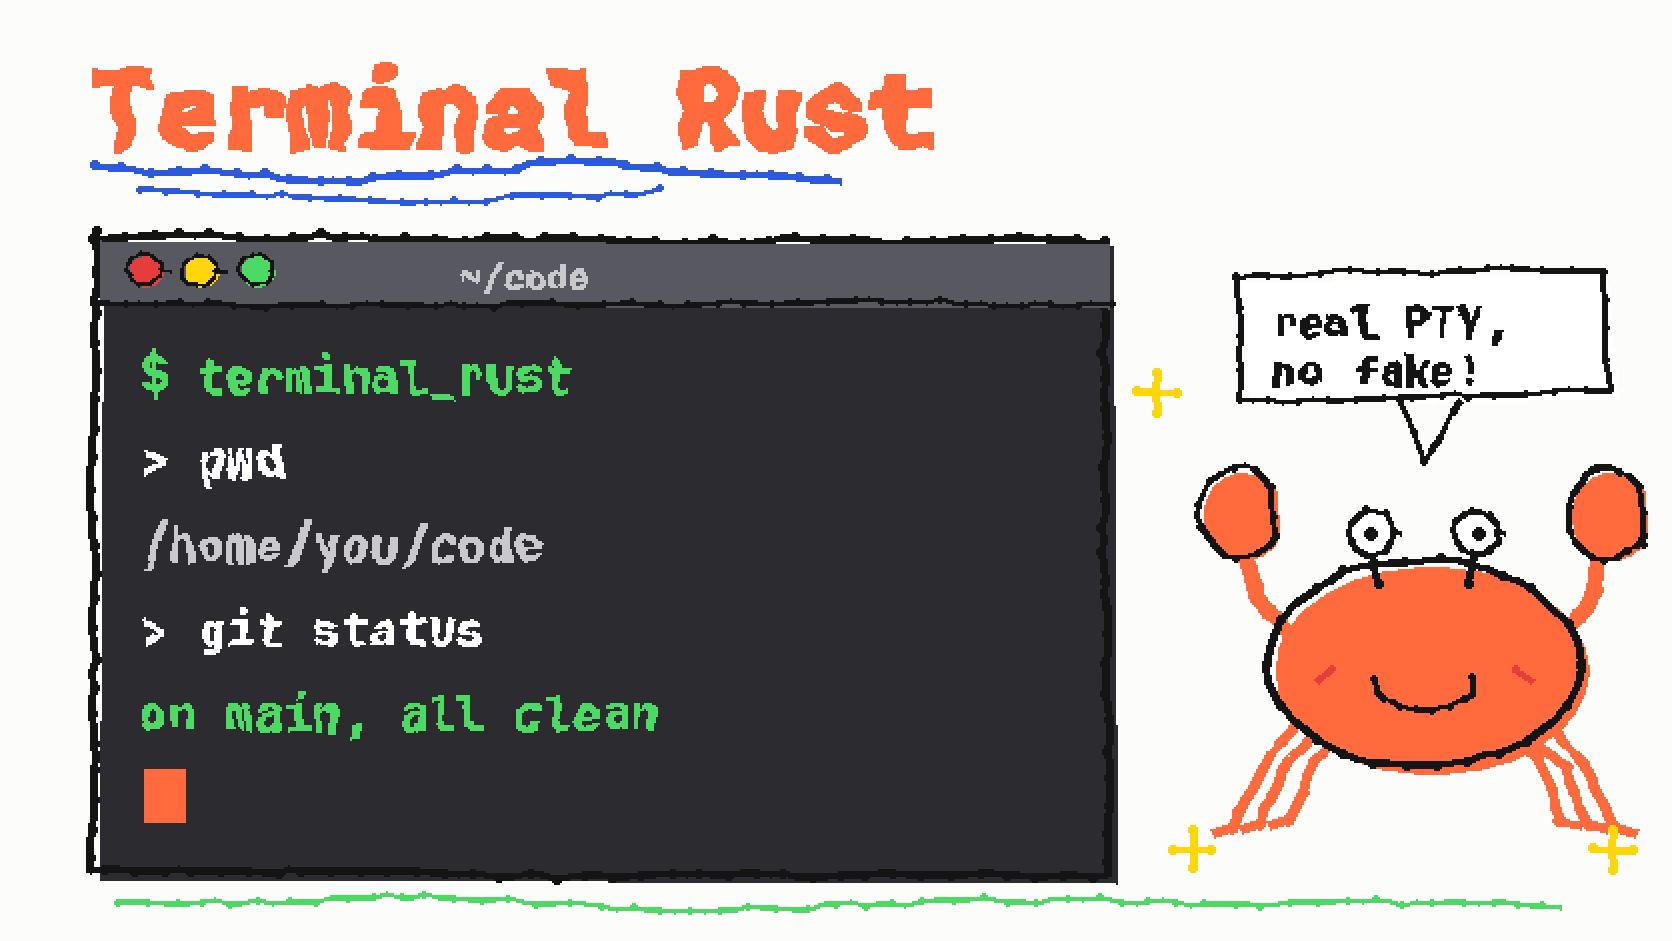 Terminal Rust
~/code
$ terminal_rust
> pwd
/home/you/code
> git status
on main, all clean
real PTY,
no fake!